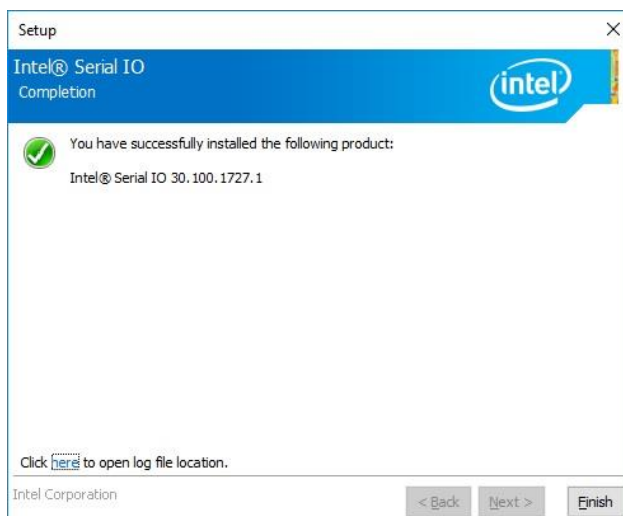 Setup
Intel® Serial IO
Completion
intel
You have successfully installed the following product:
Intel® Serial IO 30.100.1727.1
Click here to open log file location.
Intel Corporation
< Back Next > Finish